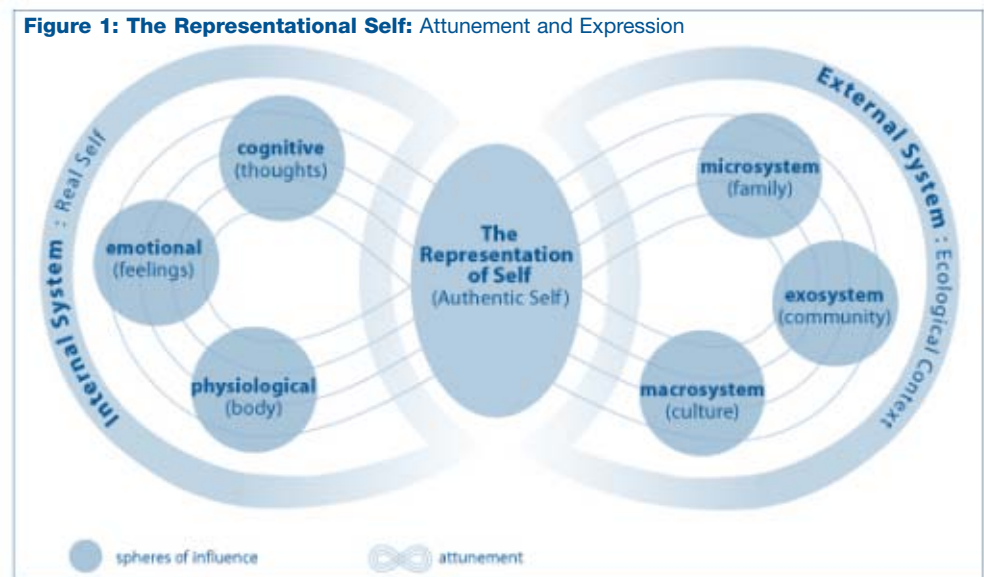 Figure 1: The Representational Self: Attunement and Expression
Internal System : Real Self
cognitive
(thoughts)
emotional
(feelings)
physiological
(body)
The
Representation
of Self
(Authentic Self)
External System : Ecological Context
microsystem
(family)
exosystem
(community)
macrosystem
(culture)
spheres of influence
attunement